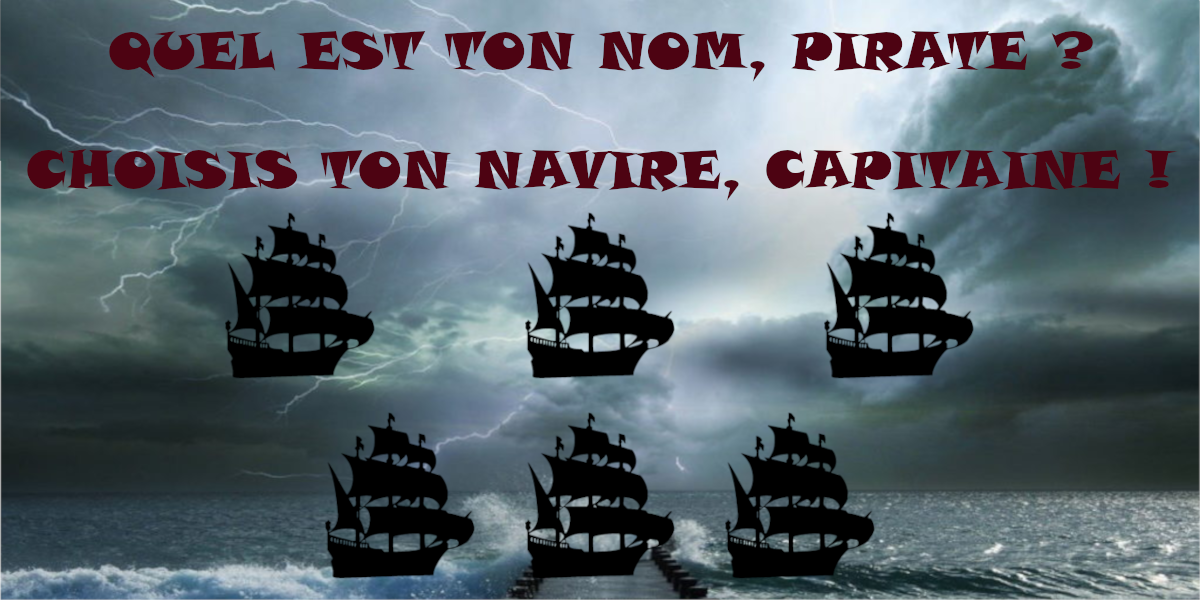 QUEL EST TON NOM, PIRATE ?
CHOISIS TON NAVIRE, CAPITAINE !